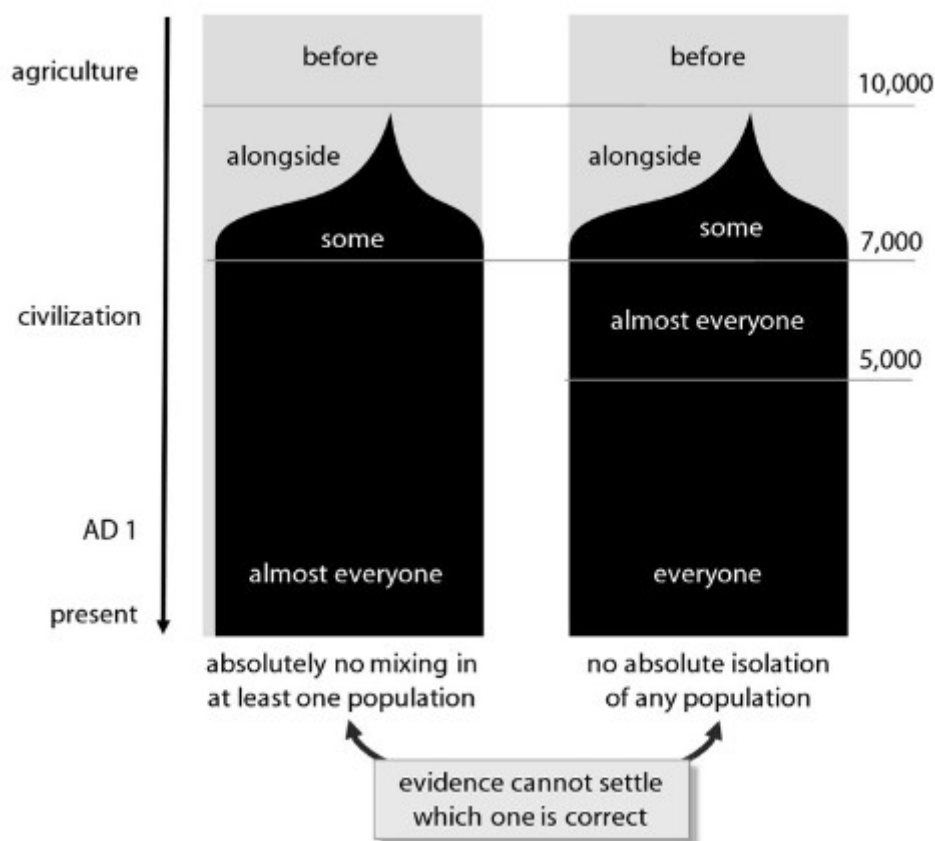 agriculture
before
before
10,000
alongside
alongside
some
some
7,000
civilization
almost everyone
5,000
AD 1
almost everyone
everyone
present
absolutely no mixing in
at least one population
no absolute isolation
of any population
evidence cannot settle
which one is correct